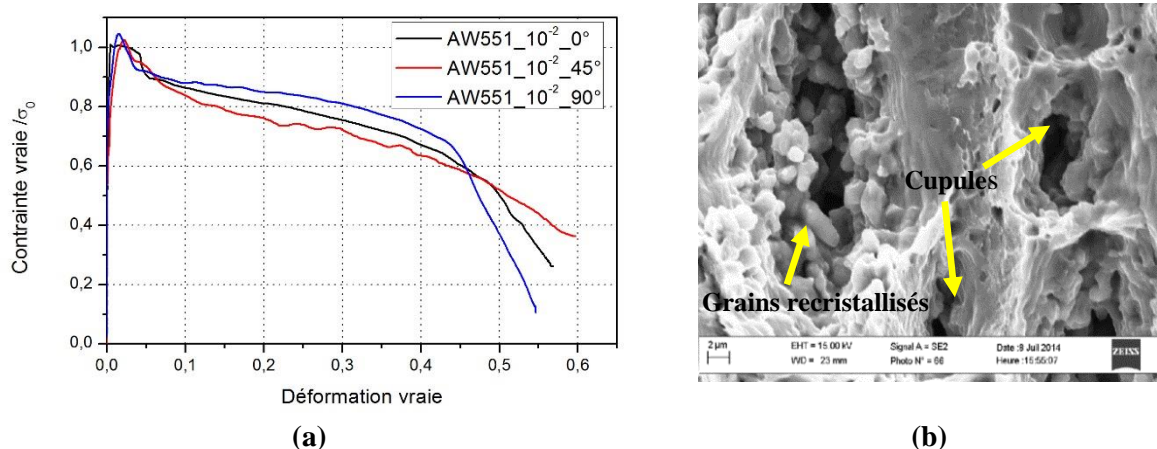 1,0
0,8
0,6
0,4
0,2
0,0
0,0 0,1 0,2 0,3 0,4 0,5 0,6
Contrainte vraie /σ₀
Déformation vraie
AW551_10⁻²_0°
AW551_10⁻²_45°
AW551_10⁻²_90°
(a)
Cupules
Grains recristallisés
2 µm
EHT = 15.00 kV
WD = 23 mm
Signal A = SE2
Photo N° = 66
Date :8 Juil 2014
Heure :15:55:07
ZEISS
(b)